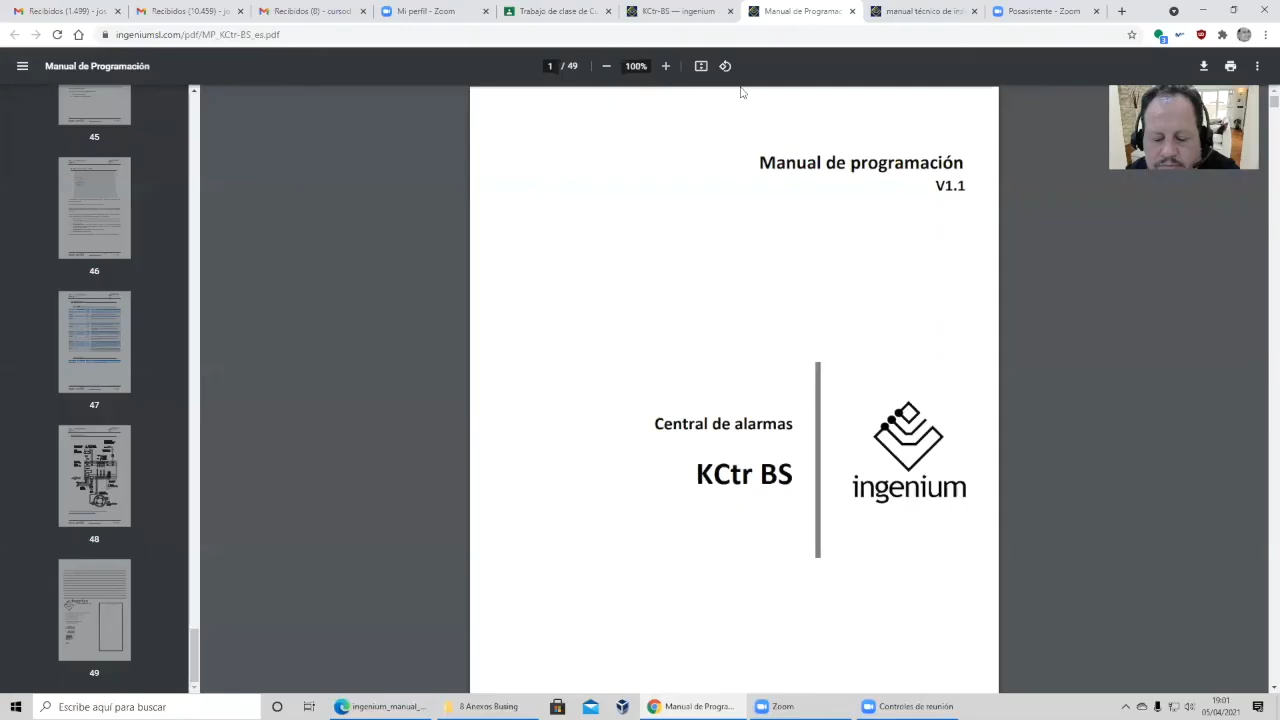 Recibidos (1.499) - jo
Recibidos (10.459) - jo
Recibidos (8) - cursod
Mi perfil - Zoom
Trabajo de clase de Cu
KCtr-BS — ingenium
Manual de Programac
manual técnico de inst
Posasistente - Zoom
ingeniumsl.com/pdf/MP_KCtr-BS_es.pdf
3
Manual de Programación
1 / 49
100%
45
46
47
48
49
Manual de programación
V1.1
Central de alarmas
KCtr BS
ingenium
Escribe aquí para buscar
ingenium_manual_...
8 Anexos Busing
Manual de Progra...
Zoom
Controles de reunión
19:01
05/04/2021